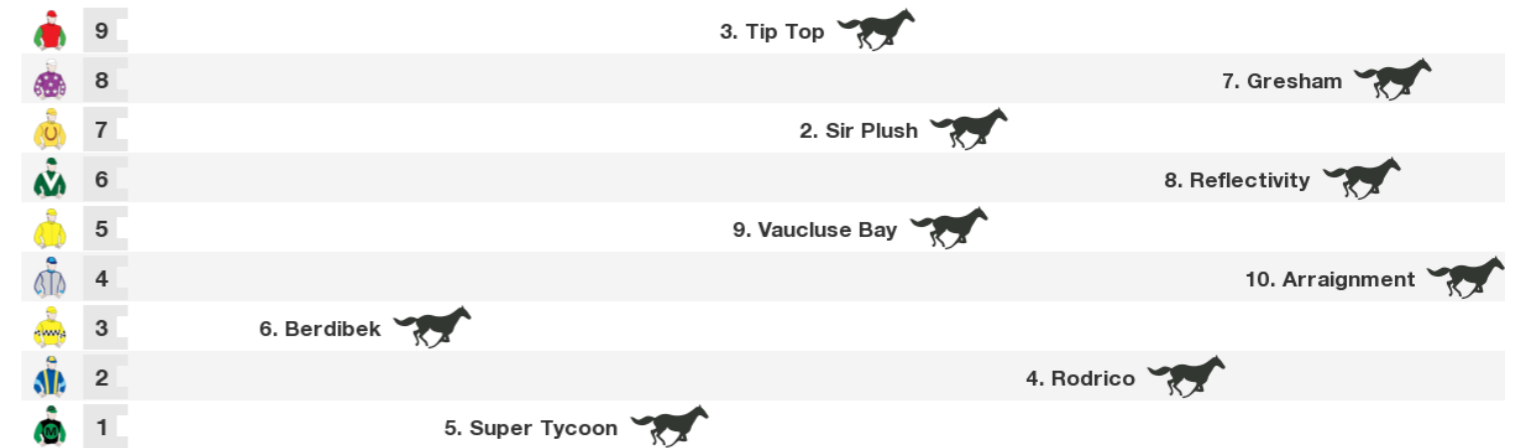 9 3. Tip Top
8 7. Gresham
7 2. Sir Plush
6 8. Reflectivity
5 9. Vaucluse Bay
4 10. Arraignment
3 6. Berdibek
2 4. Rodrico
M 1 5. Super Tycoon